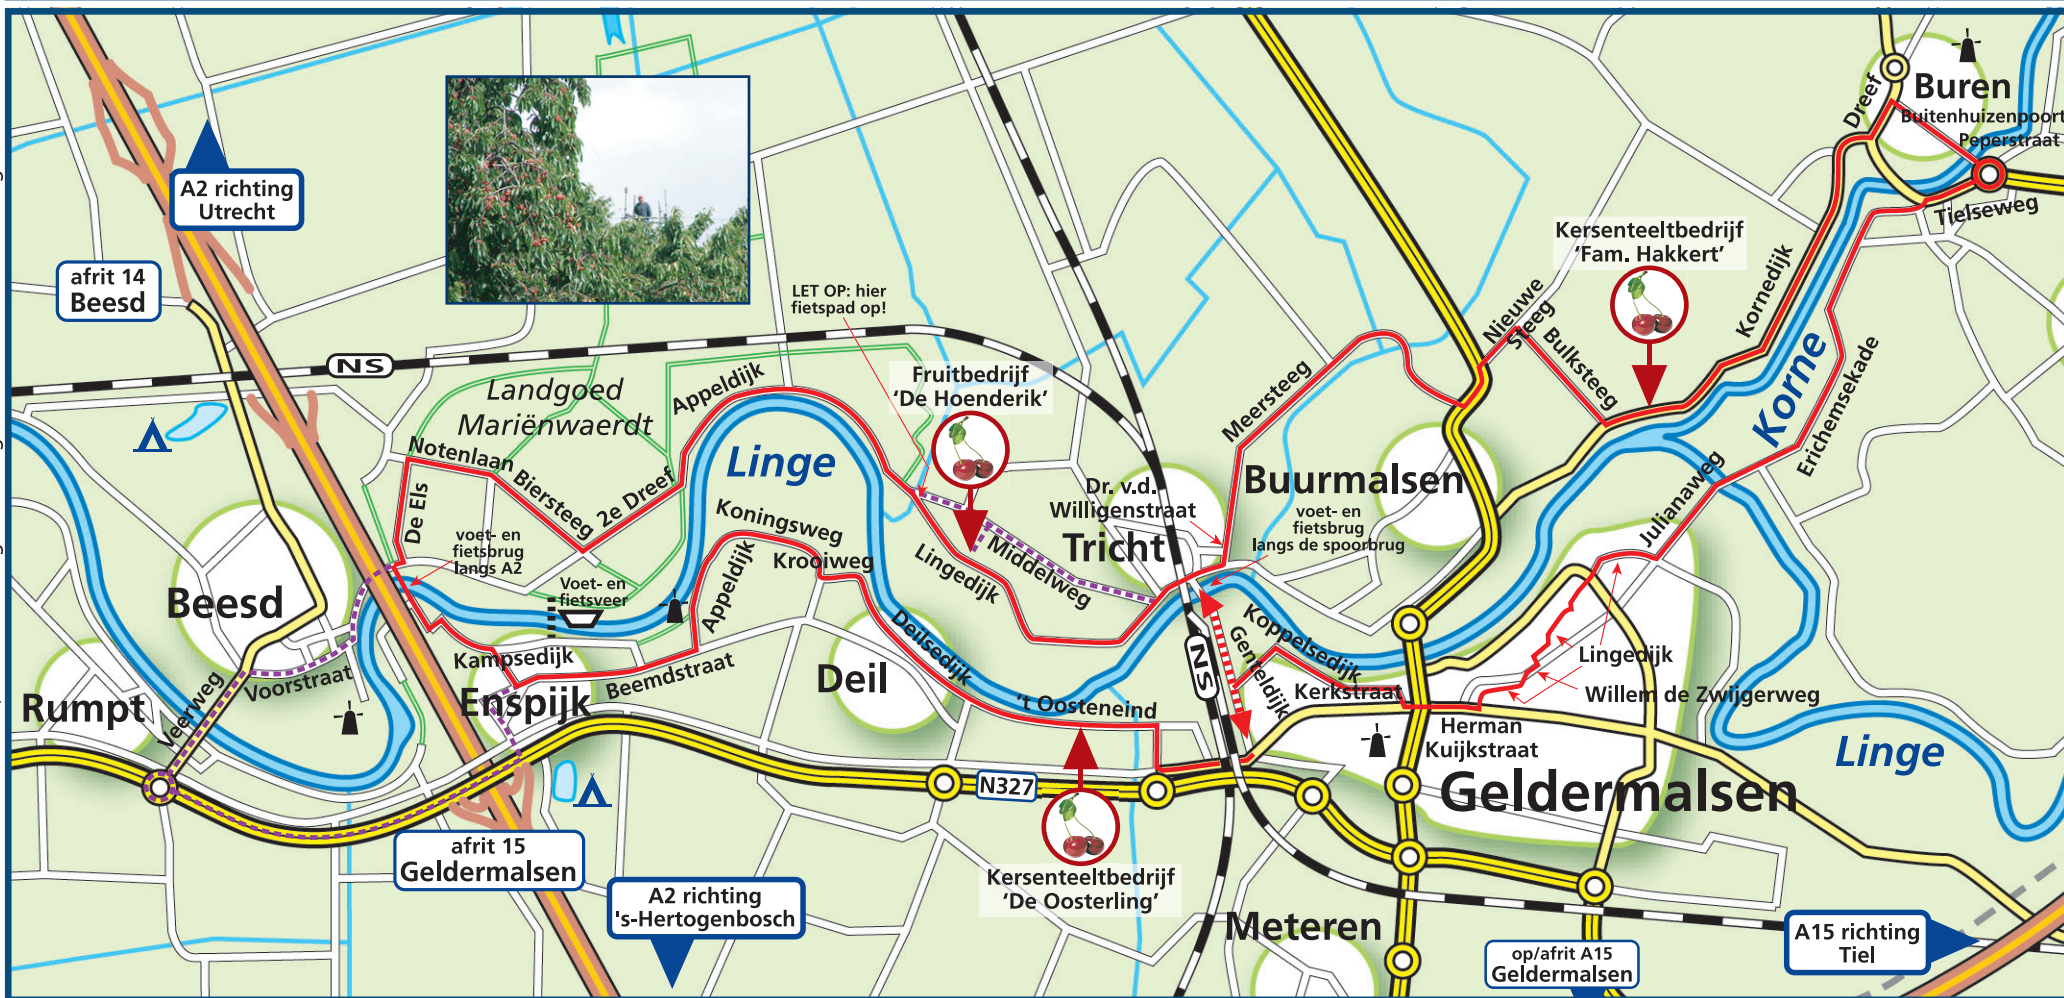 A2 richting
Utrecht
afrit 14
Beesd
NS
Landgoed
Mariënwaerdt
Appeldijk
LET OP: hier
fietspad op!
Fruitbedrijf
‘De Hoenderik’
Notenlaan
Biersteeg
2e Dreef
De Els
voet- en
fietsbrug
langs A2
Linge
Koningsweg
Krooiweg
Appeldijk
Voet- en
fietsveer
Beesd
Rumpt
Veerweg
Voorstraat
Kampsedijk
Enspijk
Beemdstraat
Deil
Deilsedijk
't Oosteneind
Lingedijk
Middelweg
Tricht
Dr. v.d.
Willigenstraat
Meersteeg
Buurmalsen
voet- en
fietsbrug
langs de spoorbrug
Nieuwe
Steeg
Bulksteeg
Kersenteeltbedrijf
‘Fam. Hakkert’
Kornedijk
Korne
Erichemsekade
Dreef
Buren
Buitenhuizenpoort
Peperstraat
Tielseweg
Julianaweg
Lingedijk
Willem de Zwijgerweg
Koppelsedijk
Genteldijk
Kerkstraat
Herman
Kuijkstraat
NS
Geldermalsen
Linge
N327
Kersenteeltbedrijf
‘De Oosterling’
afrit 15
Geldermalsen
A2 richting
's-Hertogenbosch
Meteren
op/afrit A15
Geldermalsen
A15 richting
Tiel